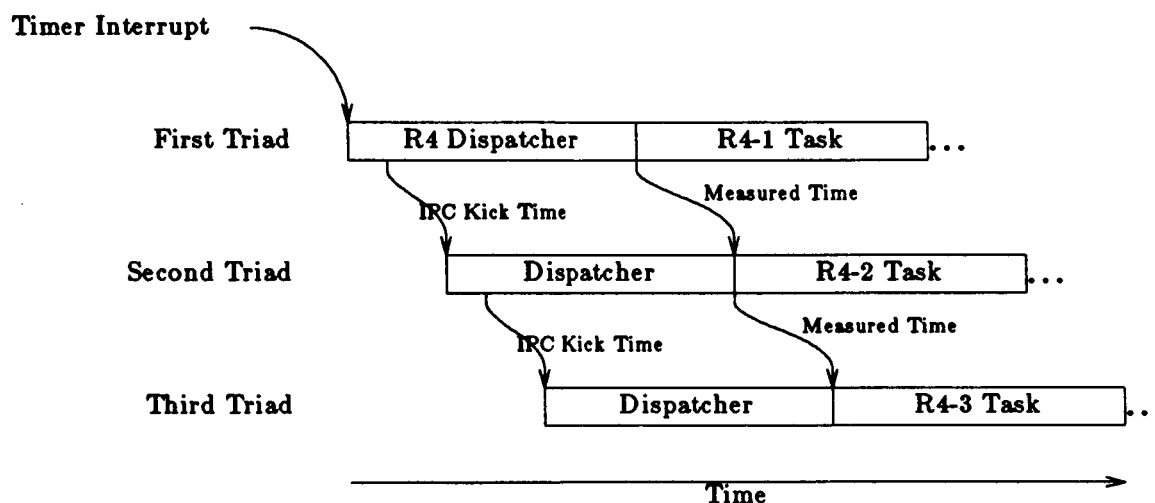 Timer Interrupt
First Triad R4 Dispatcher R4-1 Task ...
IPC Kick Time Measured Time
Second Triad Dispatcher R4-2 Task ...
IPC Kick Time Measured Time
Third Triad Dispatcher R4-3 Task ..
Time